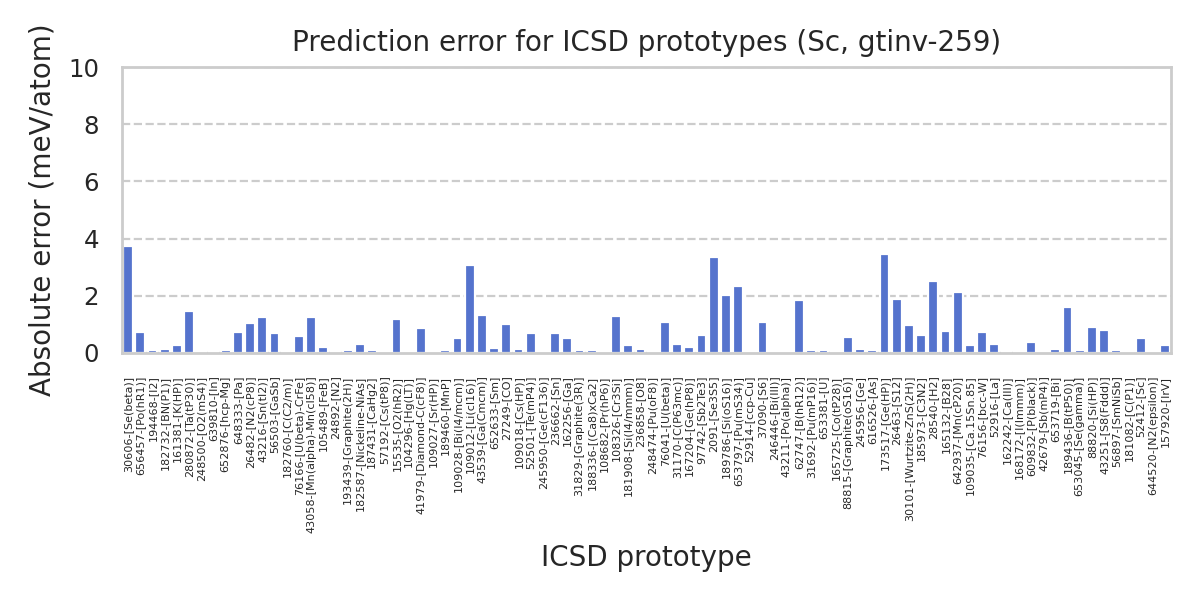 Prediction error for ICSD prototypes (Sc, gtinv-259)
Absolute error (meV/atom)
10
8
6
4
2
0
306066-[Se(beta)]
656457-[Po(hR1)]
194468-[I2]
182732-[BN(P1)]
16381-[K(HP)]
280872-[Ta(tP30)]
248500-[O2(mS4)]
639810-[In]
652876-[hcp-Mg]
648333-[Pa]
26482-[N2(cP8)]
43216-[Sn(tI2)]
56503-[GaSb]
182760-[C(C2/m)]
76166-[U(beta)-CrFe]
43058-[Mn(alpha)-Mn(cI58)]
105489-[FeB]
24892-[N2]
193439-[Graphite(2H)]
182587-[Nickeline-NiAs]
187431-[CaHg2]
57192-[Cs(tP8)]
15535-[O2(hR2)]
104296-[Hg(LT)]
41979-[Diamond-C(cF8)]
109027-[Sr(HP)]
189460-[MnP]
109028-[Bi(I4/mcm)]
109012-[Li(cI16)]
43539-[Ga(Cmcm)]
652633-[Sm]
27249-[CO]
109018-[Cs(HP)]
52501-[Te(mP4)]
245950-[Ge(cF136)]
236662-[Sn]
162256-[Ga]
31829-[Graphite(3R)]
188336-[(Ca8)xCa2]
108682-[Pr(hP6)]
108326-[Cr3Si]
181908-[Si(I4/mmm)]
236858-[O8]
248474-[Pu(oF8)]
76041-[U(beta)]
31170-[C(P63mc)]
167204-[Ge(hP8)]
97742-[Sb2Te3]
2091-[Se3S5]
189786-[Si(oS16)]
653797-[Pu(mS34)]
52914-[ccp-Cu]
37090-[S6]
246446-[Bi(III)]
43211-[Po(alpha)]
62747-[B(hR12)]
31692-[Pu(mP16)]
653381-[U]
165725-[Co(tP28)]
88815-[Graphite(oS16)]
245956-[Ge]
616526-[As]
173517-[Ge(HP)]
26463-[S12]
30101-[Wurtzite-ZnS(2H)]
185973-[C3N2]
28540-[H2]
165132-[B28]
642937-[Mn(cP20)]
109035-[Ca.15Sn.85]
76156-[bcc-W]
52916-[La]
162242-[Ca(III)]
168172-[I(Immm)]
609832-[P(black)]
42679-[Sb(mP4)]
653719-[Bi]
189436-[B(tP50)]
653045-[Se(gamma)]
88820-[Si(HP)]
43251-[S8(Fddd)]
56897-[SmNiSb]
181082-[C(P1)]
52412-[Sc]
644520-[N2(epsilon)]
157920-[IrV]
ICSD prototype